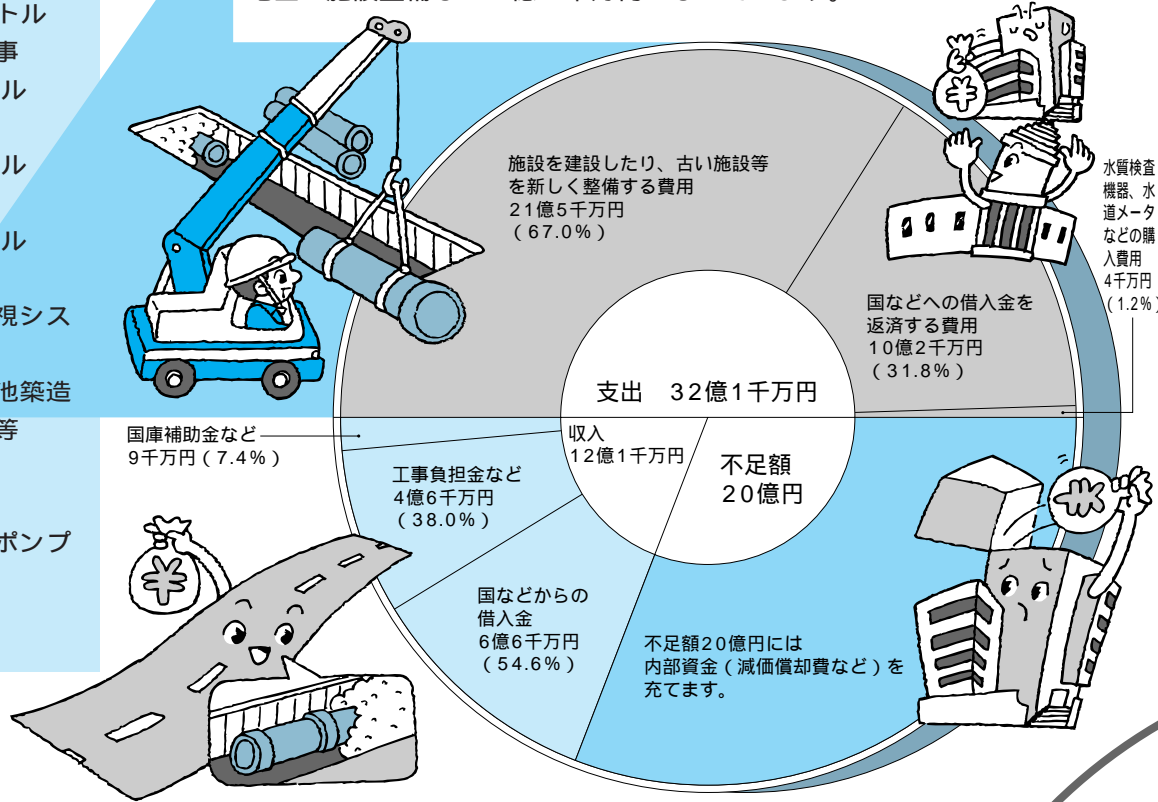 トル
事
ル
ル
ル
視シス
池築造
等
ポンプ
施設を建設したり、古い施設等
を新しく整備する費用
21億5千万円
(67.0%)
国などへの借入金を
返済する費用
10億2千万円
(31.8%)
水質検査
機器、水
道メータ
などの購
入費用
4千万円
(1.2%)
支出 32億1千万円
収入
12億1千万円
不足額
20億円
国庫補助金など
9千万円(7.4%)
工事負担金など
4億6千万円
(38.0%)
国などからの
借入金
6億6千万円
(54.6%)
不足額20億円には
内部資金(減価償却費など)を
充てます。
¥
¥
¥